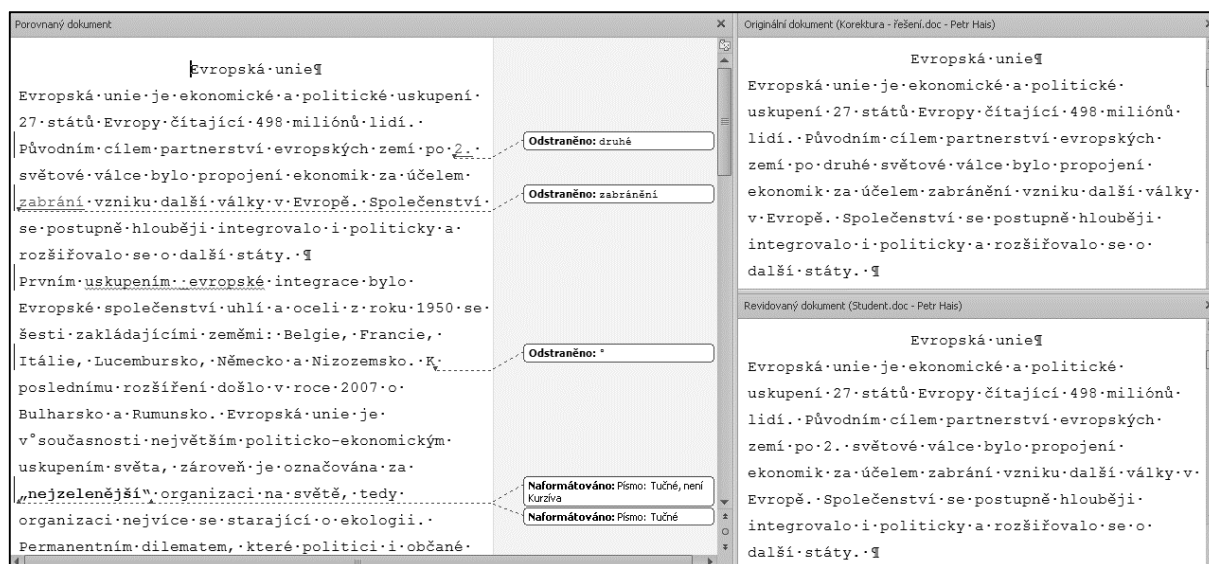 Porovnaný dokument
Evropská·unie¶
Evropská·unie·je·ekonomické·a·politické·uskupení·
27·států·Evropy·čítající·498·miliónů·lidí.·
Původním·cílem·partnerství·evropských·zemí·po·2.·
světové·válce·bylo·propojení·ekonomik·za·účelem·
zabrání·vzniku·další·války·v·Evropě.·Společenství·
se·postupně·hlouběji·integrovalo·i·politicky·a·
rozšiřovalo·se·o·další·státy.·¶
Prvním·uskupením··evropské·integrace·bylo·
Evropské·společenství·uhlí·a·oceli·z·roku·1950·se·
šesti·zakládajícími·zeměmi:·Belgie,·Francie,·
Itálie,·Lucembursko,·Německo·a·Nizozemsko.·K·
poslednímu·rozšíření·došlo·v·roce·2007·o·
Bulharsko·a·Rumunsko.·Evropská·unie·je·
v°současnosti·největším·politicko-ekonomickým·
uskupením·světa,·zároveň·je·označována·za·
„nejzelenější“·organizaci·na·světě,·tedy·
organizaci·nejvíce·se·starající·o·ekologii.·
Permanentním·dilematem,·které·politici·i·občané·
Odstraněno: druhé
Odstraněno: zabránění
Odstraněno: °
Naformátováno: Písmo: Tučné, není
Kurzíva
Naformátováno: Písmo: Tučné
Originální dokument (Korektura - řešení.doc - Petr Hais)
Evropská·unie¶
Evropská·unie·je·ekonomické·a·politické·
uskupení·27·států·Evropy·čítající·498·miliónů·
lidí.·Původním·cílem·partnerství·evropských·
zemí·po·druhé·světové·válce·bylo·propojení·
ekonomik·za·účelem·zabránění·vzniku·další·války·
v·Evropě.·Společenství·se·postupně·hlouběji·
integrovalo·i·politicky·a·rozšiřovalo·se·o·
další·státy.·¶
Revidovaný dokument (Student.doc - Petr Hais)
Evropská·unie¶
Evropská·unie·je·ekonomické·a·politické·
uskupení·27·států·Evropy·čítající·498·miliónů·
lidí.·Původním·cílem·partnerství·evropských·
zemí·po·2.·světové·válce·bylo·propojení·
ekonomik·za·účelem·zabrání·vzniku·další·války·v·
Evropě.·Společenství·se·postupně·hlouběji·
integrovalo·i·politicky·a·rozšiřovalo·se·o·
další·státy.·¶